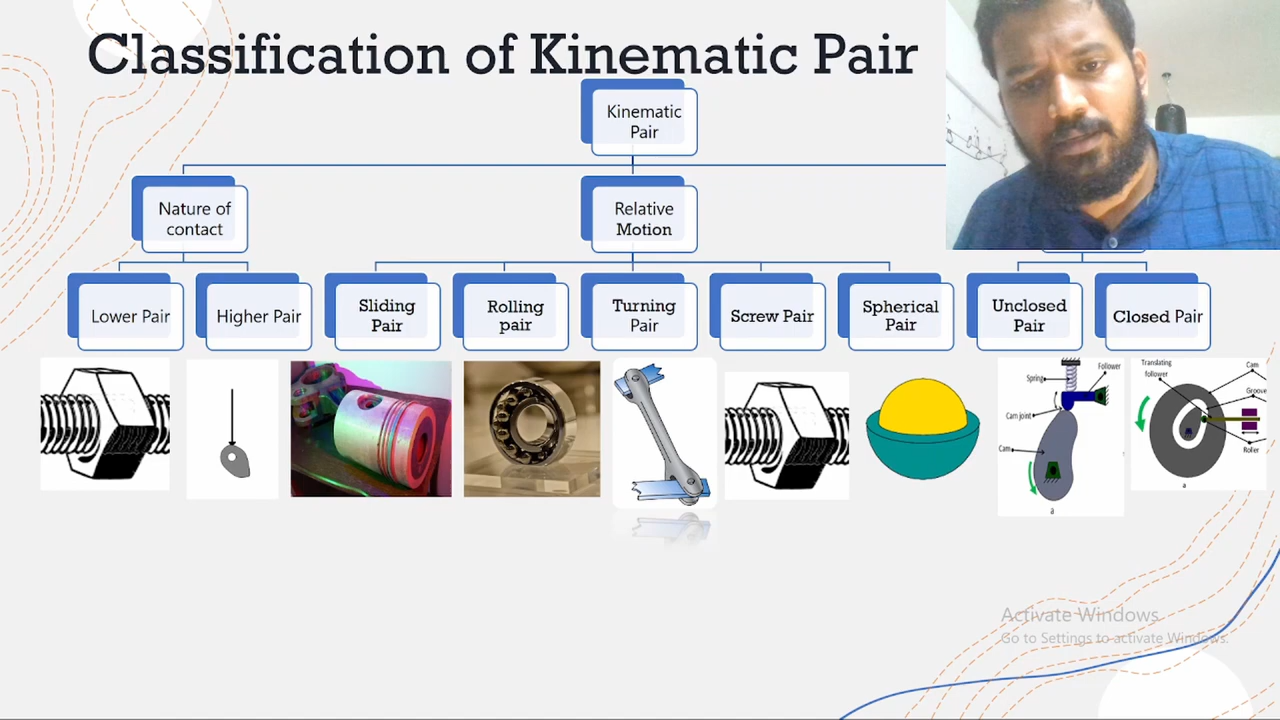 Classification of Kinematic Pair
Kinematic
Pair
Nature of
contact
Relative
Motion
Lower Pair
Higher Pair
Sliding
Pair
Rolling
pair
Turning
Pair
Screw Pair
Spherical
Pair
Unclosed
Pair
Closed Pair
Spring
Follower
Cam joint
Cam
a
Translating
follower
Cam
Groove
Roller
a
Activate Windows
Go to Settings to activate Windows.